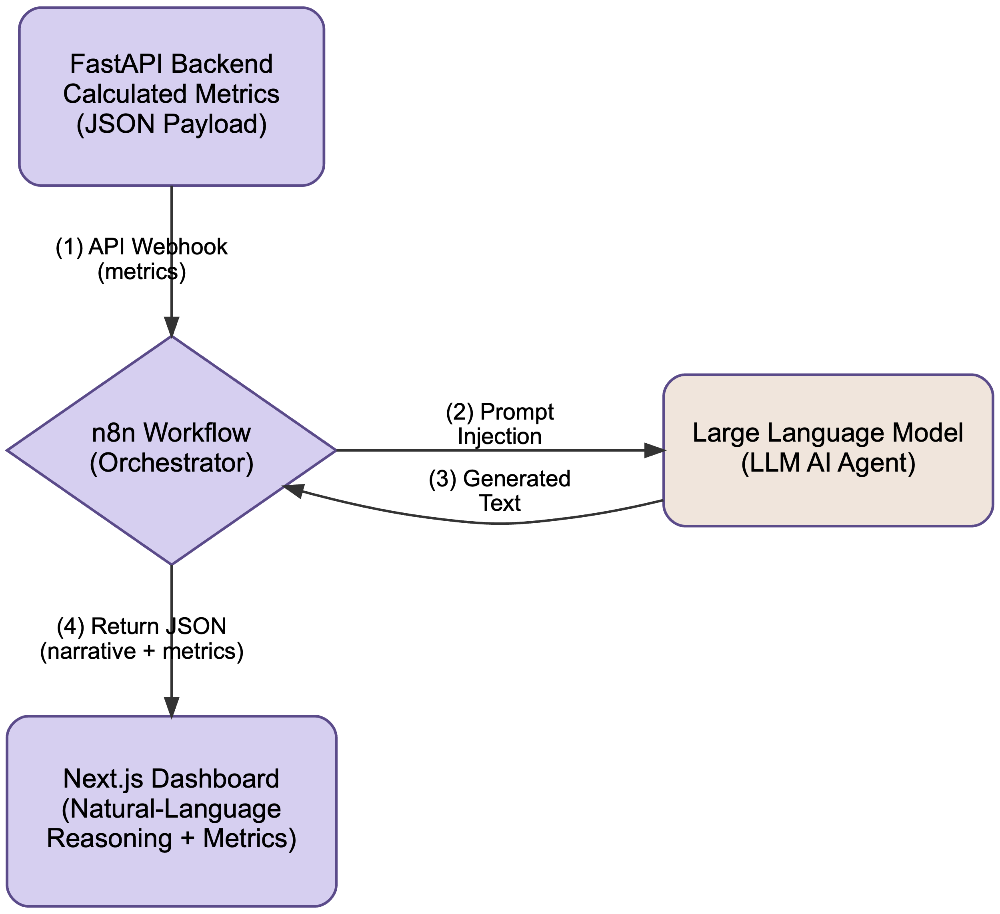 FastAPI Backend
Calculated Metrics
(JSON Payload)
(1) API Webhook
(metrics)
n8n Workflow
(Orchestrator)
(2) Prompt
Injection
Large Language Model
(LLM AI Agent)
(3) Generated
Text
(4) Return JSON
(narrative + metrics)
Next.js Dashboard
(Natural-Language
Reasoning + Metrics)